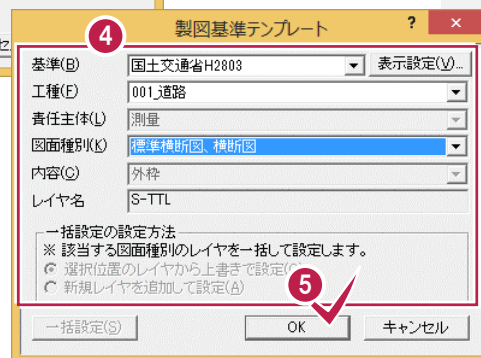 ④ 製図基準テンプレート ? ×
基準(B) 国土交通省H2803 表示設定(V)...
工種(F) 001_道路
責任主体(L) 測量
図面種別(K) 標準横断図、横断図
内容(C) 外枠
レイヤ名 S-TTL
一括設定の設定方法
※ 該当する図面種別のレイヤを一括して設定します。
選択位置のレイヤから上書きで設定(O)
新規レイヤを追加して設定(A)
⑤
一括設定(S) OK キャンセル